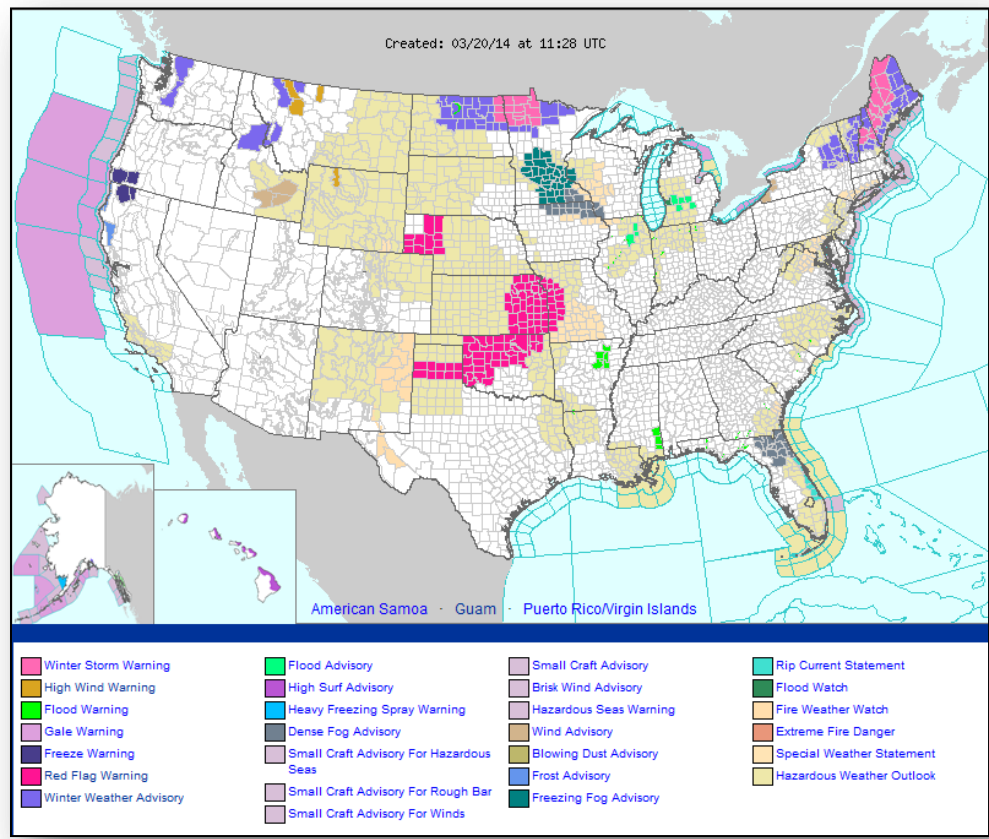 Created: 03/20/14 at 11:28 UTC
American Samoa · Guam · Puerto Rico/Virgin Islands
Winter Storm Warning
High Wind Warning
Flood Warning
Gale Warning
Freeze Warning
Red Flag Warning
Winter Weather Advisory
Flood Advisory
High Surf Advisory
Heavy Freezing Spray Warning
Dense Fog Advisory
Small Craft Advisory For Hazardous
Seas
Small Craft Advisory For Rough Bar
Small Craft Advisory For Winds
Small Craft Advisory
Brisk Wind Advisory
Hazardous Seas Warning
Wind Advisory
Blowing Dust Advisory
Frost Advisory
Freezing Fog Advisory
Rip Current Statement
Flood Watch
Fire Weather Watch
Extreme Fire Danger
Special Weather Statement
Hazardous Weather Outlook